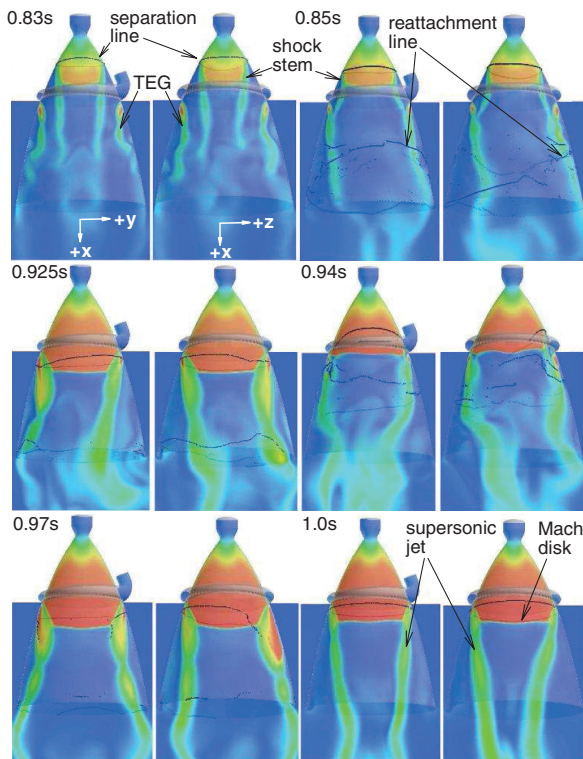 0.83s
separation
line
0.85s
reattachment
line
shock
stem
TEG
+y
+x
+z
+x
0.925s
0.94s
0.97s
1.0s
supersonic
jet
Mach
disk